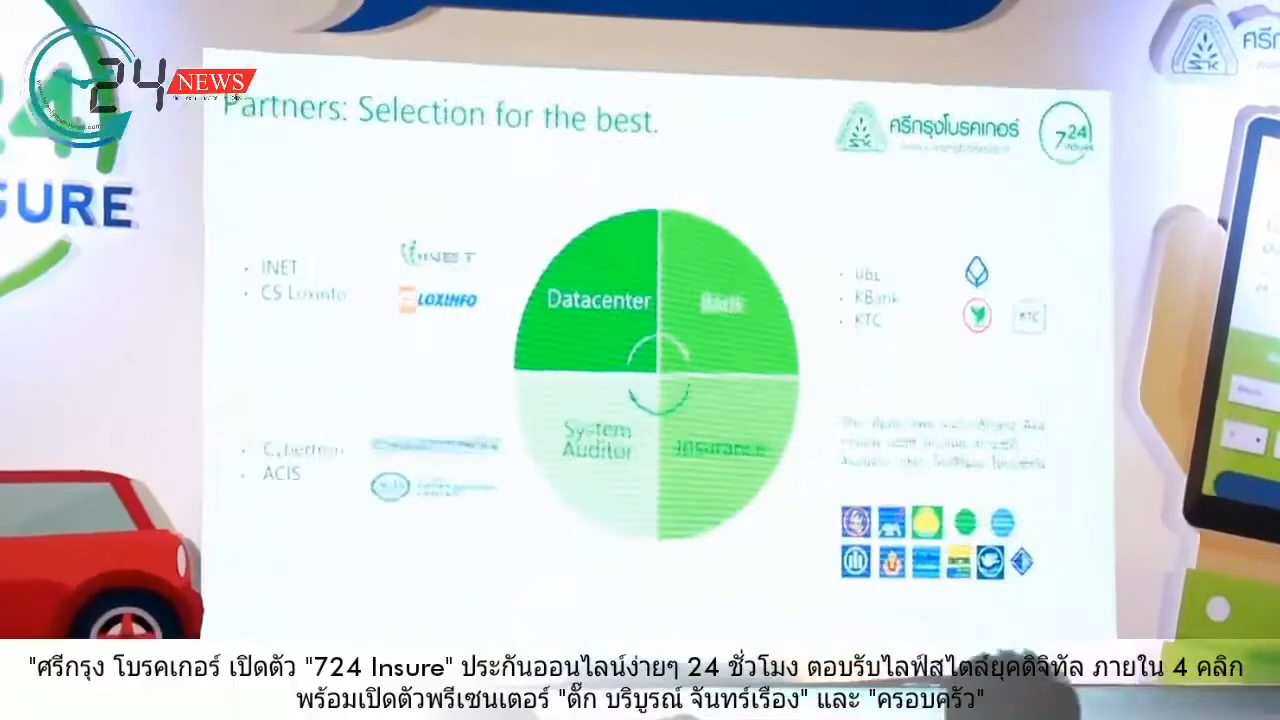 24 NEWS
Partners: Selection for the best.
ศรีกรุงโบรคเกอร์
724
SURE
• INET
INET
• CS Loxinfo
LOXINFO
Datacenter
Bank
• BBL
• KBank
• KTC
KTC
System
Auditor
Insurance
• Cybertron
• ACIS
"ศรีกรุง โบรคเกอร์ เปิดตัว "724 Insure" ประกันออนไลน์ง่ายๆ 24 ชั่วโมง ตอบรับไลฟ์สไตล์ยุคดิจิทัล ภายใน 4 คลิก
พร้อมเปิดตัวพรีเซนเตอร์ "ตั๊ก บริบูรณ์ จันทร์เรือง" และ "ครอบครัว"